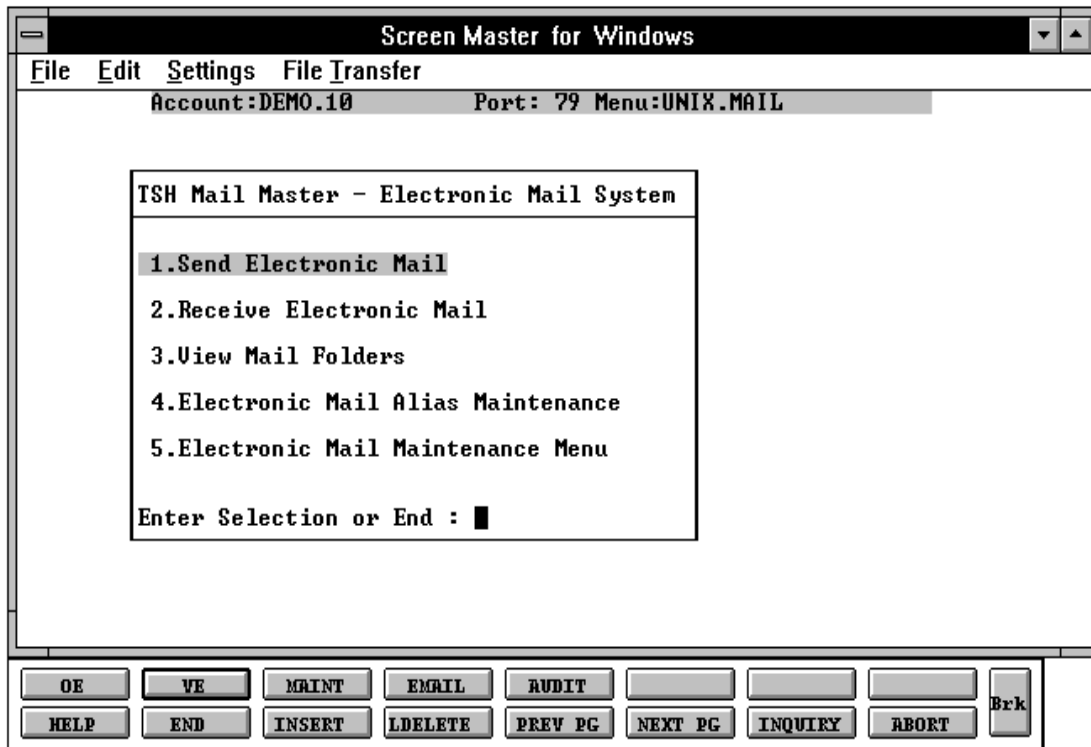 Screen Master for Windows
File Edit Settings File Transfer
Account:DEMO.10 Port: 79 Menu:UNIX.MAIL
TSH Mail Master - Electronic Mail System
1.Send Electronic Mail
2.Receive Electronic Mail
3.View Mail Folders
4.Electronic Mail Alias Maintenance
5.Electronic Mail Maintenance Menu
Enter Selection or End :
OE VE MAINT EMAIL AUDIT
Brk
HELP END INSERT LDELETE PREV PG NEXT PG INQUIRY ABORT